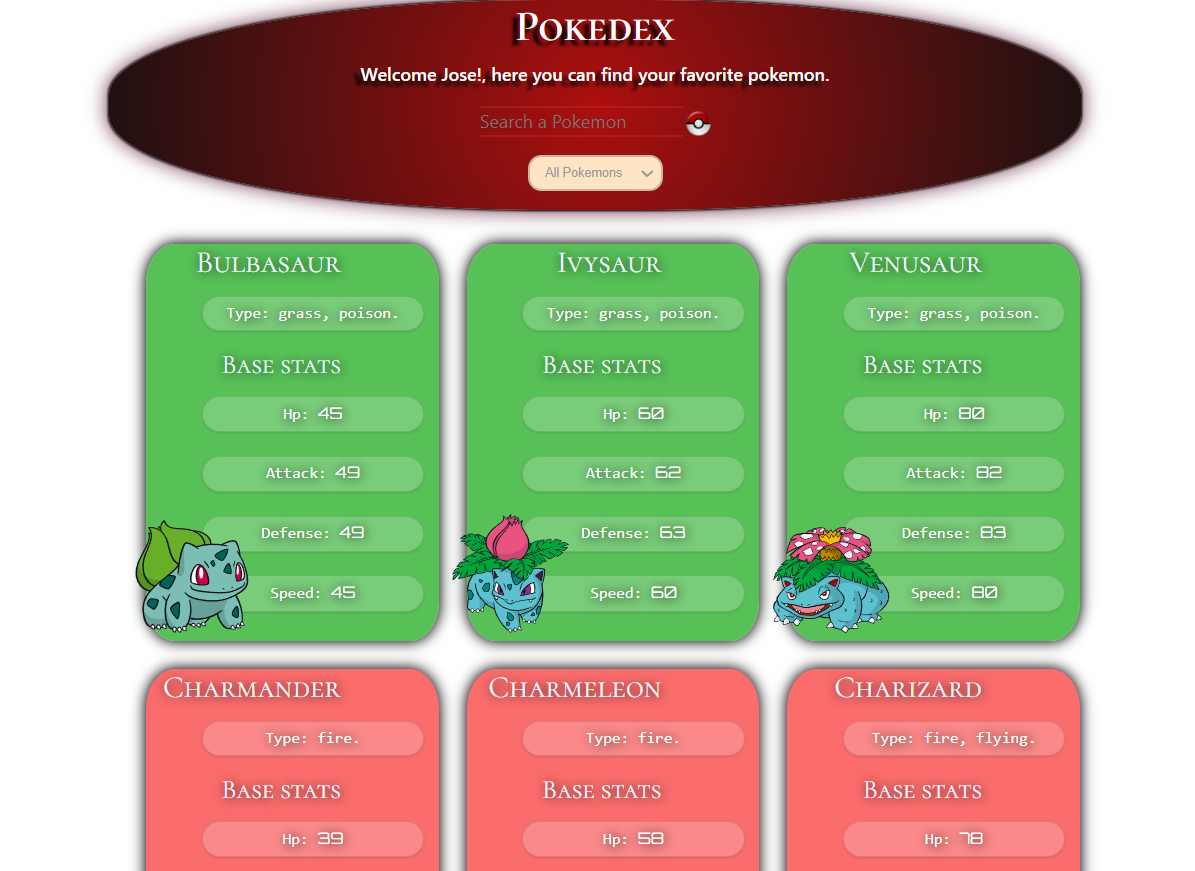 Pokedex
Welcome Jose!, here you can find your favorite pokemon.
Search a Pokemon
All Pokemons
Bulbasaur
Type: grass, poison.
Base stats
Hp: 45
Attack: 49
Defense: 49
Speed: 45
Ivysaur
Type: grass, poison.
Base stats
Hp: 60
Attack: 62
Defense: 63
Speed: 60
Venusaur
Type: grass, poison.
Base stats
Hp: 80
Attack: 82
Defense: 83
Speed: 80
Charmander
Type: fire.
Base stats
Hp: 39
Charmeleon
Type: fire.
Base stats
Hp: 58
Charizard
Type: fire, flying.
Base stats
Hp: 78